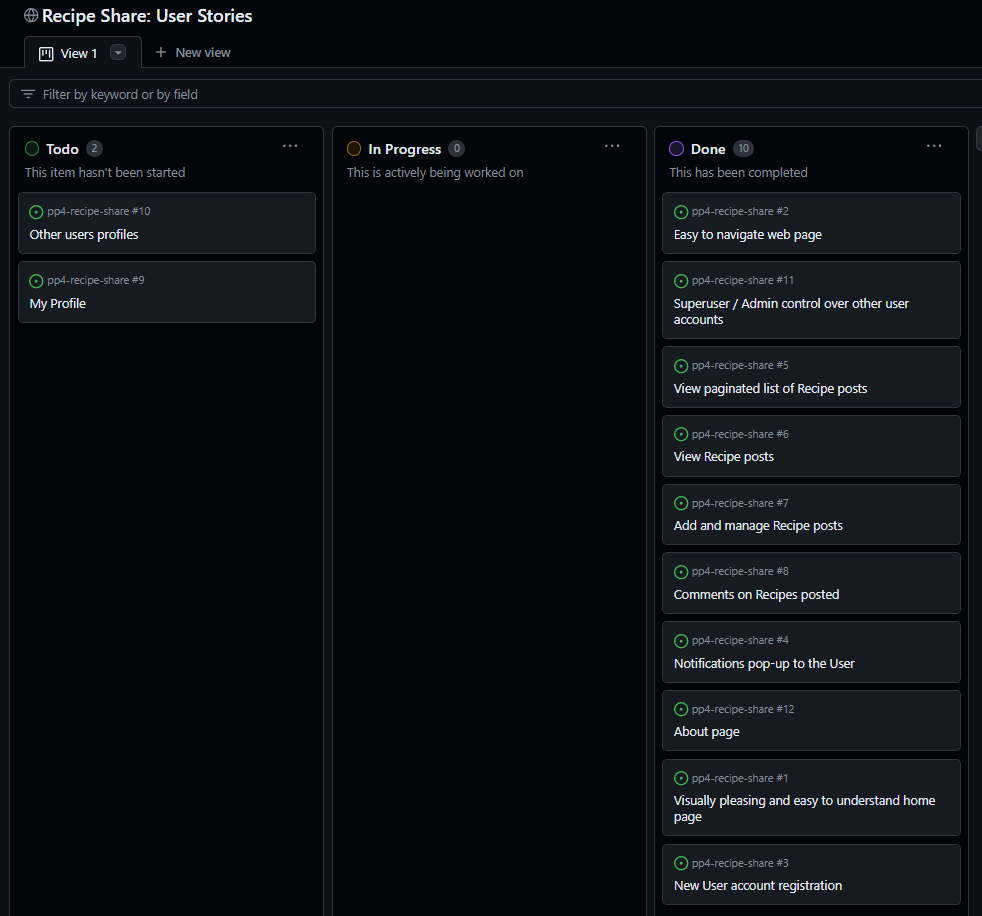 Recipe Share: User Stories
View 1
New view
Filter by keyword or by field
Todo 2
This item hasn't been started
pp4-recipe-share #10
Other users profiles
pp4-recipe-share #9
My Profile
In Progress 0
This is actively being worked on
Done 10
This has been completed
pp4-recipe-share #2
Easy to navigate web page
pp4-recipe-share #11
Superuser / Admin control over other user
accounts
pp4-recipe-share #5
View paginated list of Recipe posts
pp4-recipe-share #6
View Recipe posts
pp4-recipe-share #7
Add and manage Recipe posts
pp4-recipe-share #8
Comments on Recipes posted
pp4-recipe-share #4
Notifications pop-up to the User
pp4-recipe-share #12
About page
pp4-recipe-share #1
Visually pleasing and easy to understand home
page
pp4-recipe-share #3
New User account registration